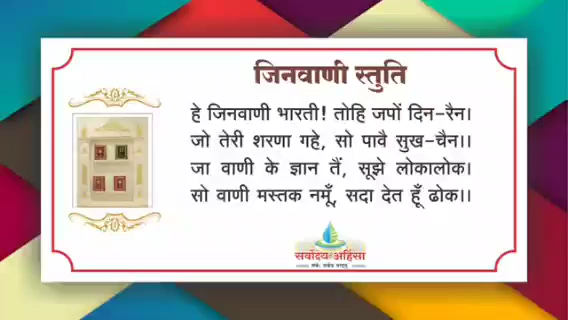 जिनवाणी स्तुति
हे जिनवाणी भारती! तोहि जपों दिन-रैन।
जो तेरी शरणा गहे, सो पावै सुख-चैन।।
जा वाणी के ज्ञान तैं, सूझे लोकालोक।
सो वाणी मस्तक नमूँ, सदा देत हूँ ढोक।।
सर्वोदय अहिंसा